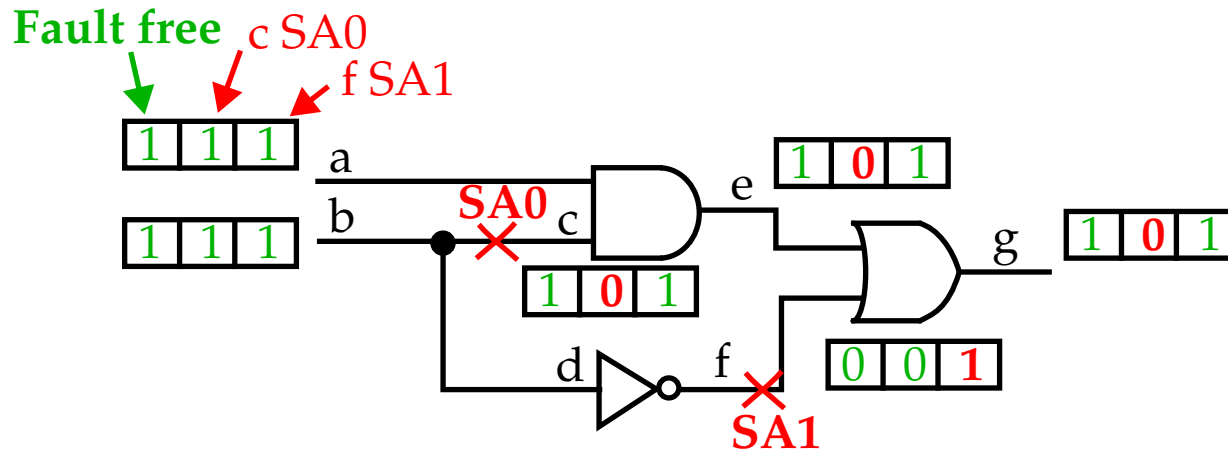 Fault free
c SA0
f SA1
1 1 1
a
1 0 1
e
SA0
1 1 1
b
c
g
1 0 1
1 0 1
d
f
0 0 1
SA1